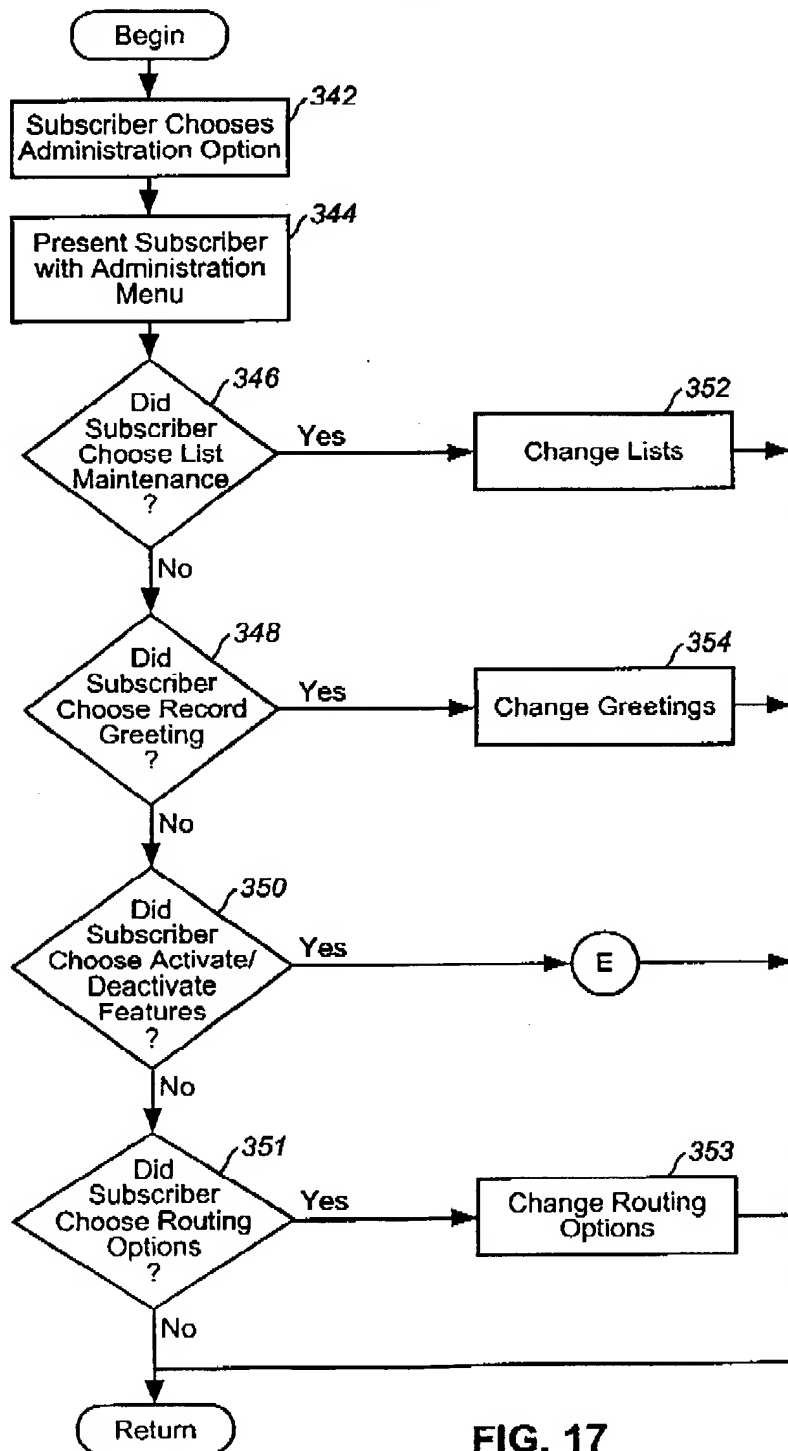 Begin
342
Subscriber Chooses
Administration Option
344
Present Subscriber
with Administration
Menu
346
Did
Subscriber
Choose List
Maintenance
?
Yes
352
Change Lists
No
348
Did
Subscriber
Choose Record
Greeting
?
Yes
354
Change Greetings
No
350
Did
Subscriber
Choose Activate/
Deactivate
Features
?
Yes
E
No
351
Did
Subscriber
Choose Routing
Options
?
Yes
353
Change Routing
Options
No
Return
FIG. 17